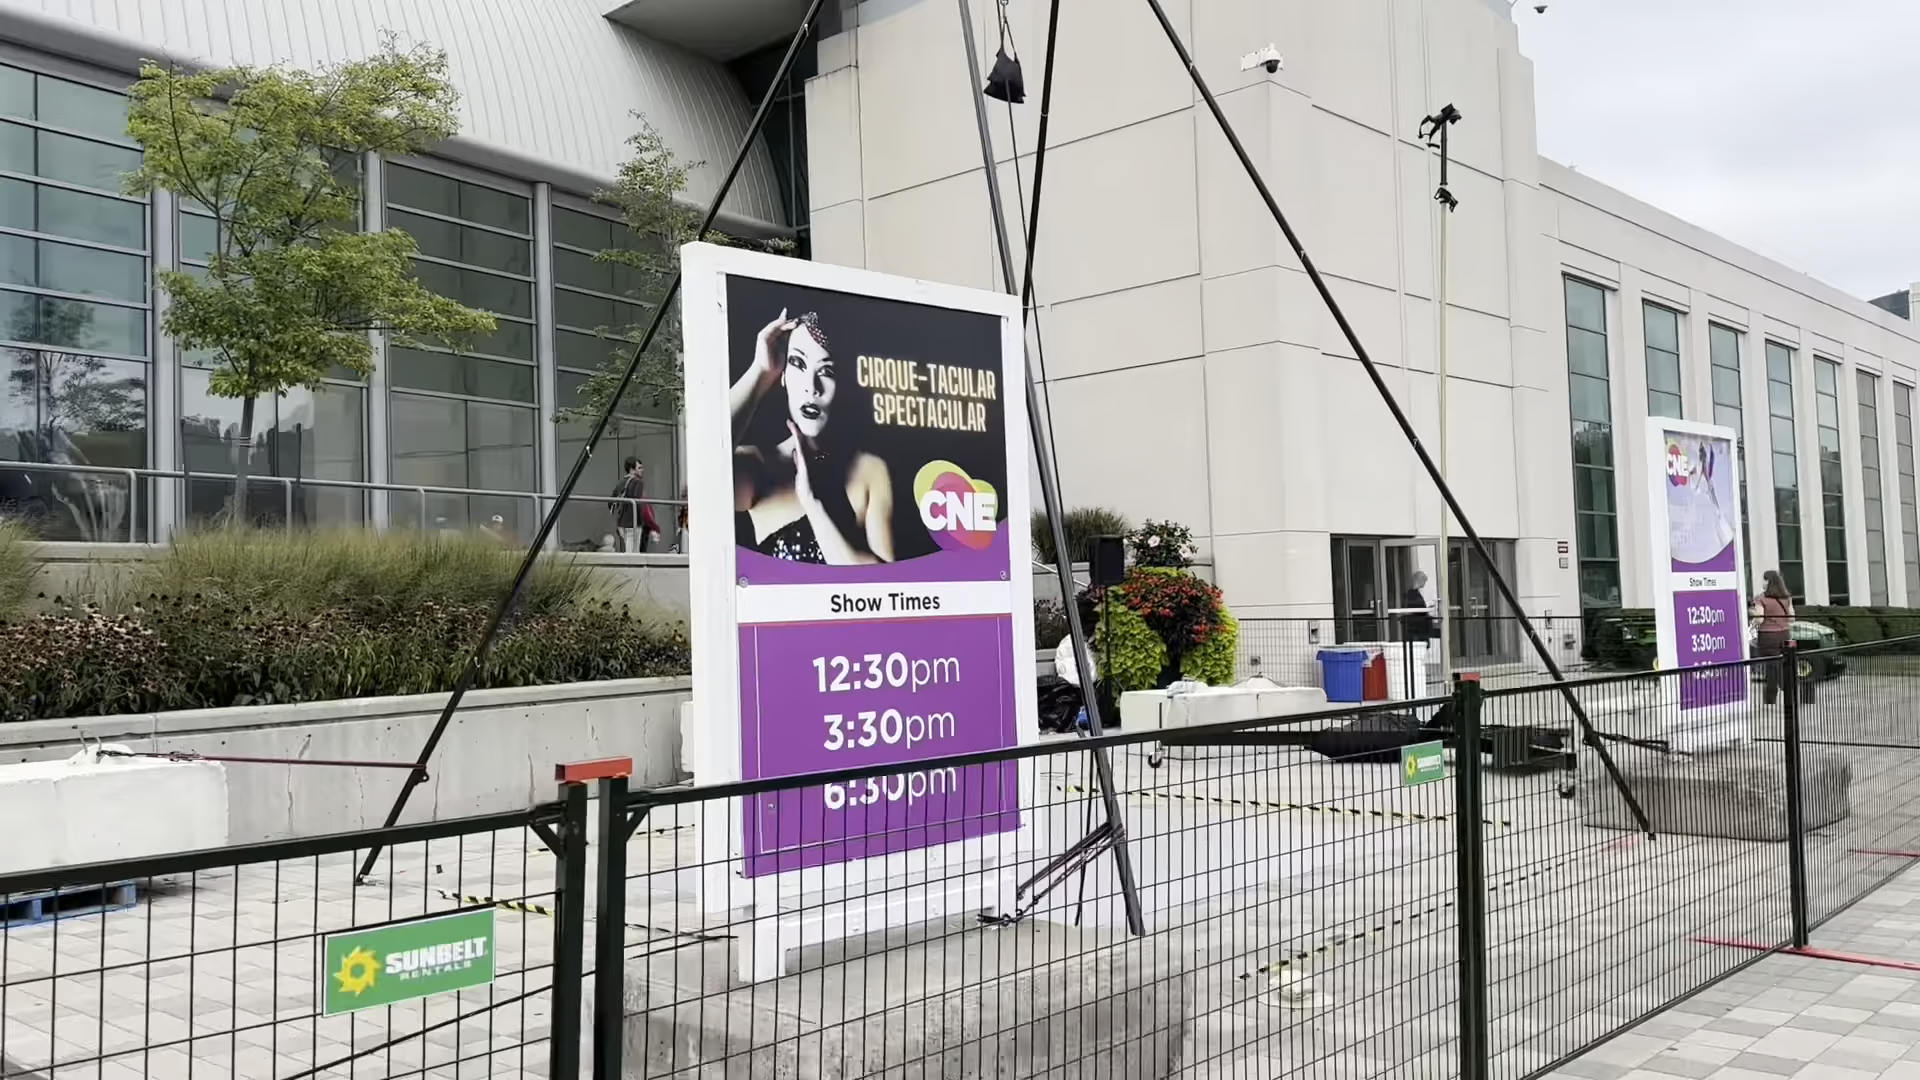 CIRQUE-TACULAR
SPECTACULAR
CNE
Show Times
12:30pm
3:30pm
6:30pm
SUNBELT
RENTALS
CNE
Show Times
12:30pm
3:30pm